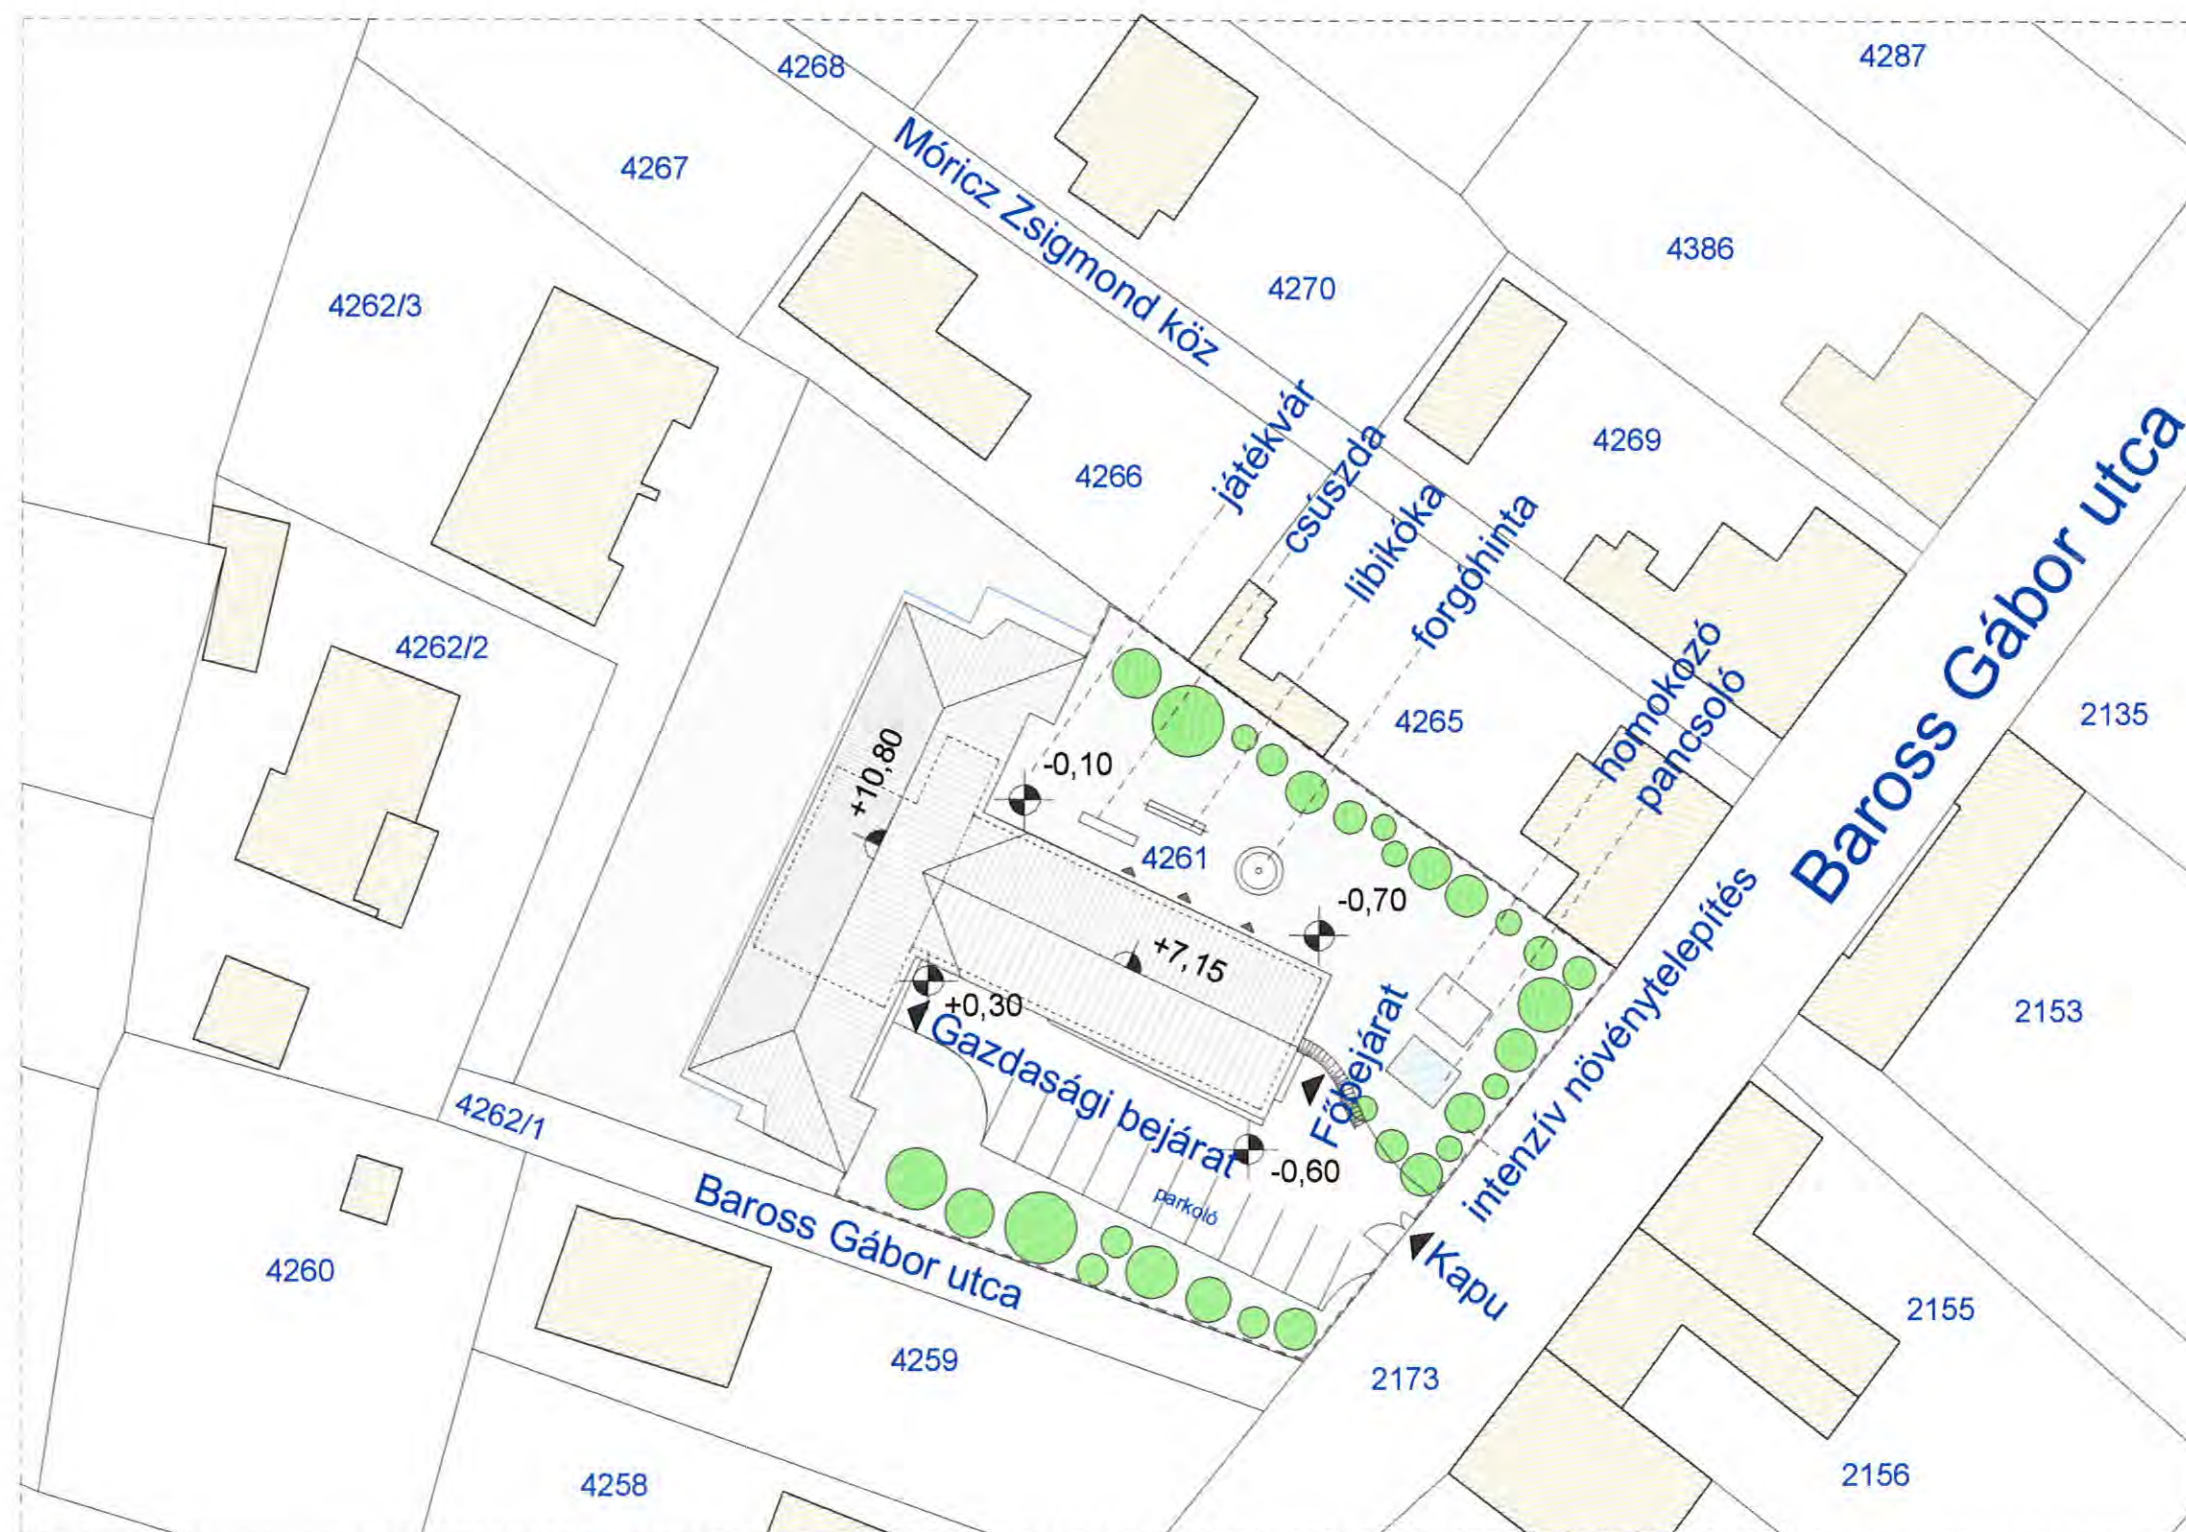 4268
4287
4267
Móricz Zsigmond köz
4386
4262/3
4270
játékvár
csúszda
libikóka
forgóhinta
4269
4266
Baross Gábor utca
4262/2
homokozó
pancsoló
4265
2135
+10,80
-0,10
4261
-0,70
+7,15
+0,30
Gazdasági bejárat
Főbejárat
intenzív növénytelepítés
2153
4262/1
-0,60
parkoló
Baross Gábor utca
Kapu
4260
4259
2173
2155
4258
2156